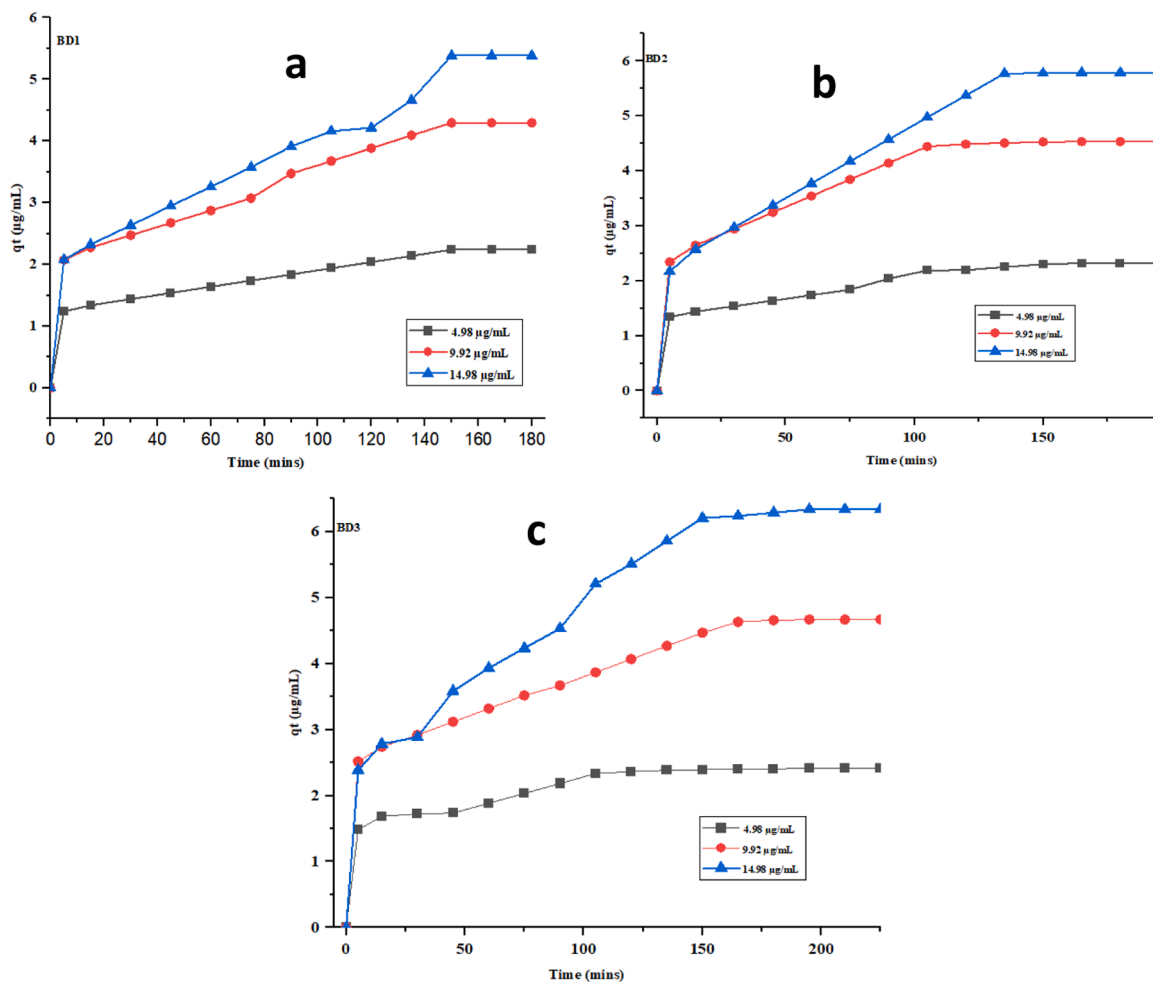 BD1
a
qt (µg/mL)
6
5
4
3
2
1
0
4.98 µg/mL
9.92 µg/mL
14.98 µg/mL
0 20 40 60 80 100 120 140 160 180
Time (mins)
BD2
b
qt (µg/mL)
6
5
4
3
2
1
0
4.98 µg/mL
9.92 µg/mL
14.98 µg/mL
0 50 100 150
Time (mins)
BD3
c
qt (µg/mL)
6
5
4
3
2
1
0
4.98 µg/mL
9.92 µg/mL
14.98 µg/mL
0 50 100 150 200
Time (mins)